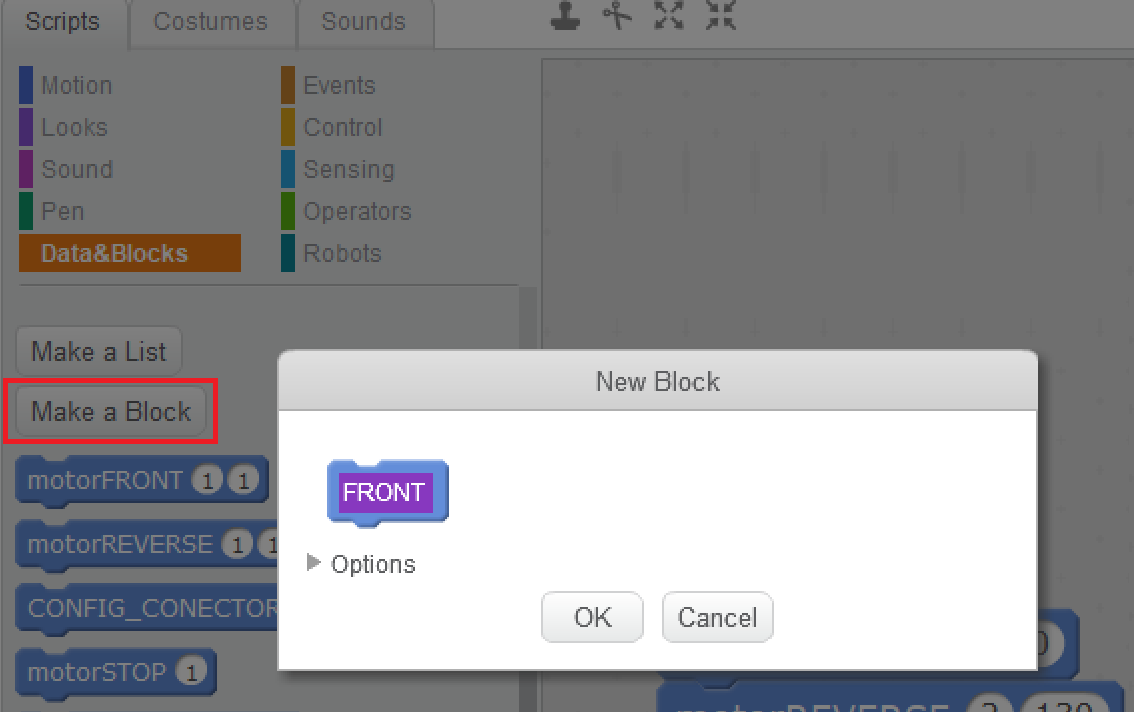 Scripts Costumes Sounds
Motion Events
Looks Control
Sound Sensing
Pen Operators
Data&Blocks Robots
Make a List
New Block
Make a Block
motorFRONT 1 1
FRONT
motorREVERSE 1 1
Options
CONFIG_CONECTOR
OK Cancel
motorSTOP 1
0
motorREVERSE 2 130